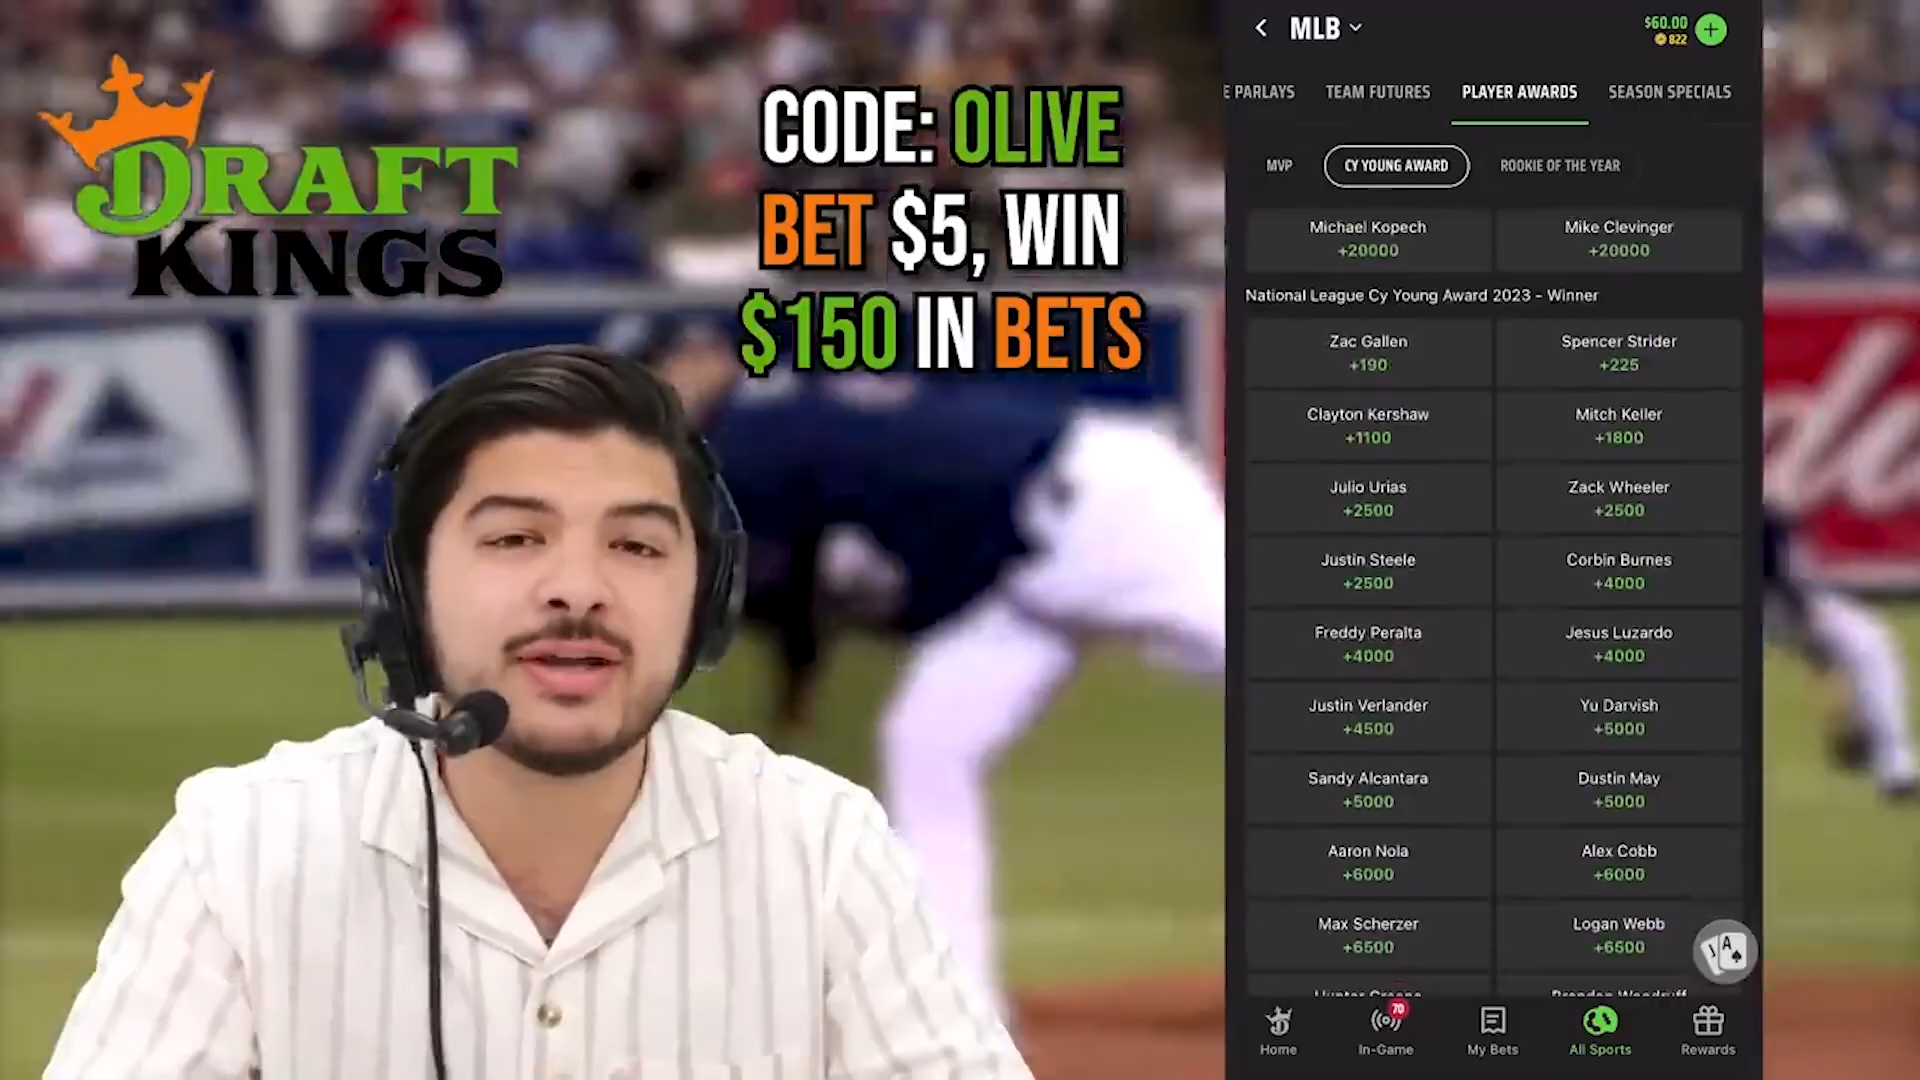 DRAFT
KINGS
CODE: OLIVE
BET $5, WIN
$150 IN BETS
MLB
$60.00
822
E PARLAYS
TEAM FUTURES
PLAYER AWARDS
SEASON SPECIALS
MVP
CY YOUNG AWARD
ROOKIE OF THE YEAR
Michael Kopech
+20000
Mike Clevinger
+20000
National League Cy Young Award 2023 - Winner
Zac Gallen
+190
Spencer Strider
+225
Clayton Kershaw
+1100
Mitch Keller
+1800
Julio Urias
+2500
Zack Wheeler
+2500
Justin Steele
+2500
Corbin Burnes
+4000
Freddy Peralta
+4000
Jesus Luzardo
+4000
Justin Verlander
+4500
Yu Darvish
+5000
Sandy Alcantara
+5000
Dustin May
+5000
Aaron Nola
+6000
Alex Cobb
+6000
Max Scherzer
+6500
Logan Webb
+6500
A
70
Home
In-Game
My Bets
All Sports
Rewards